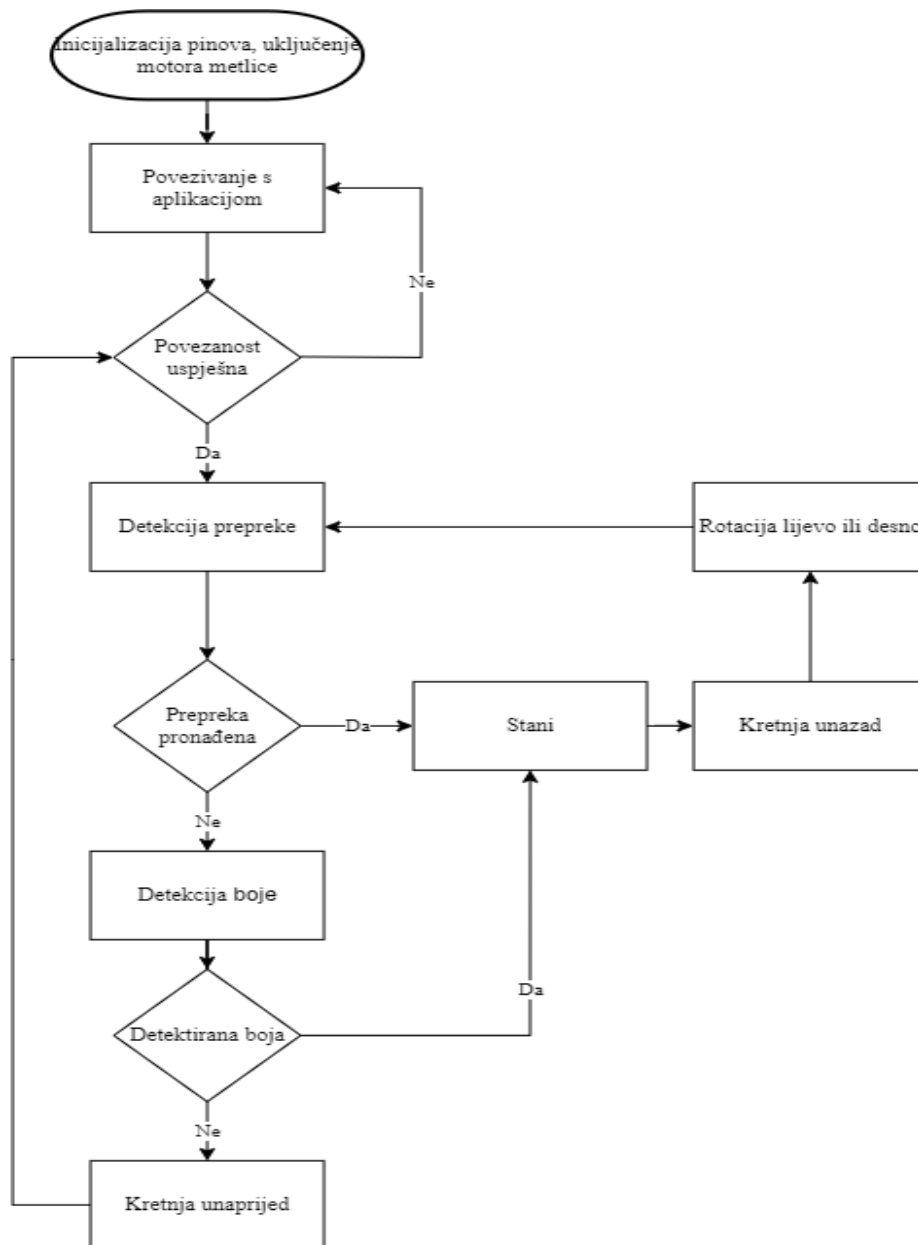 Inicijalizacija pinova, uključenje
motora metlice
Povezivanje s
aplikacijom
Ne
Povezanost
uspješna
Da
Detekcija prepreke
Rotacija lijevo ili desno
Prepreka
pronađena
Da
Stani
Kretnja unazad
Ne
Detekcija boje
Da
Detektirana boja
Ne
Kretnja unaprijed